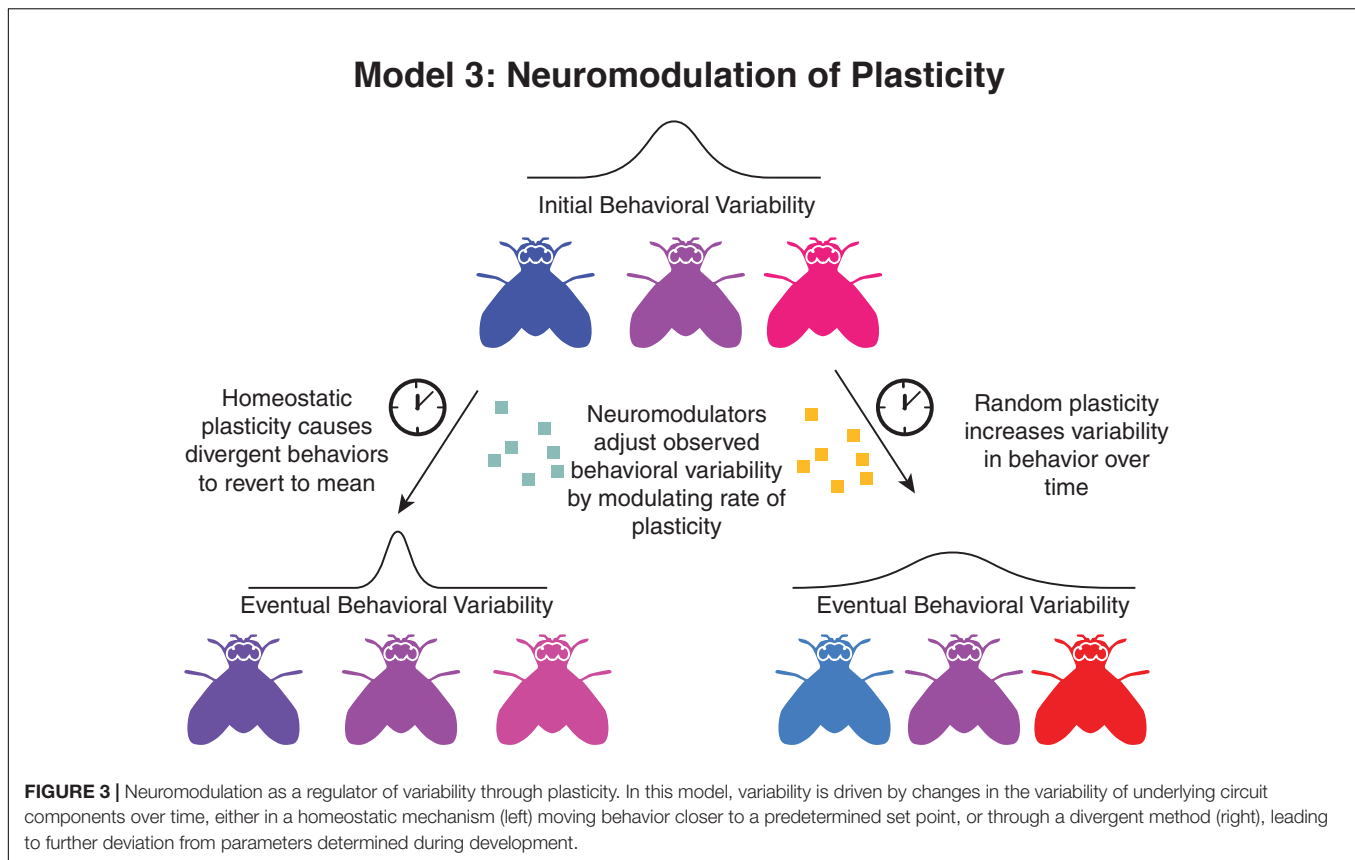 Model 3: Neuromodulation of Plasticity
Initial Behavioral Variability
Homeostatic
plasticity causes
divergent behaviors
to revert to mean
Neuromodulators
adjust observed
behavioral variability
by modulating rate of
plasticity
Random plasticity
increases variability
in behavior over
time
Eventual Behavioral Variability
Eventual Behavioral Variability
FIGURE 3 | Neuromodulation as a regulator of variability through plasticity. In this model, variability is driven by changes in the variability of underlying circuit
components over time, either in a homeostatic mechanism (left) moving behavior closer to a predetermined set point, or through a divergent method (right), leading
to further deviation from parameters determined during development.